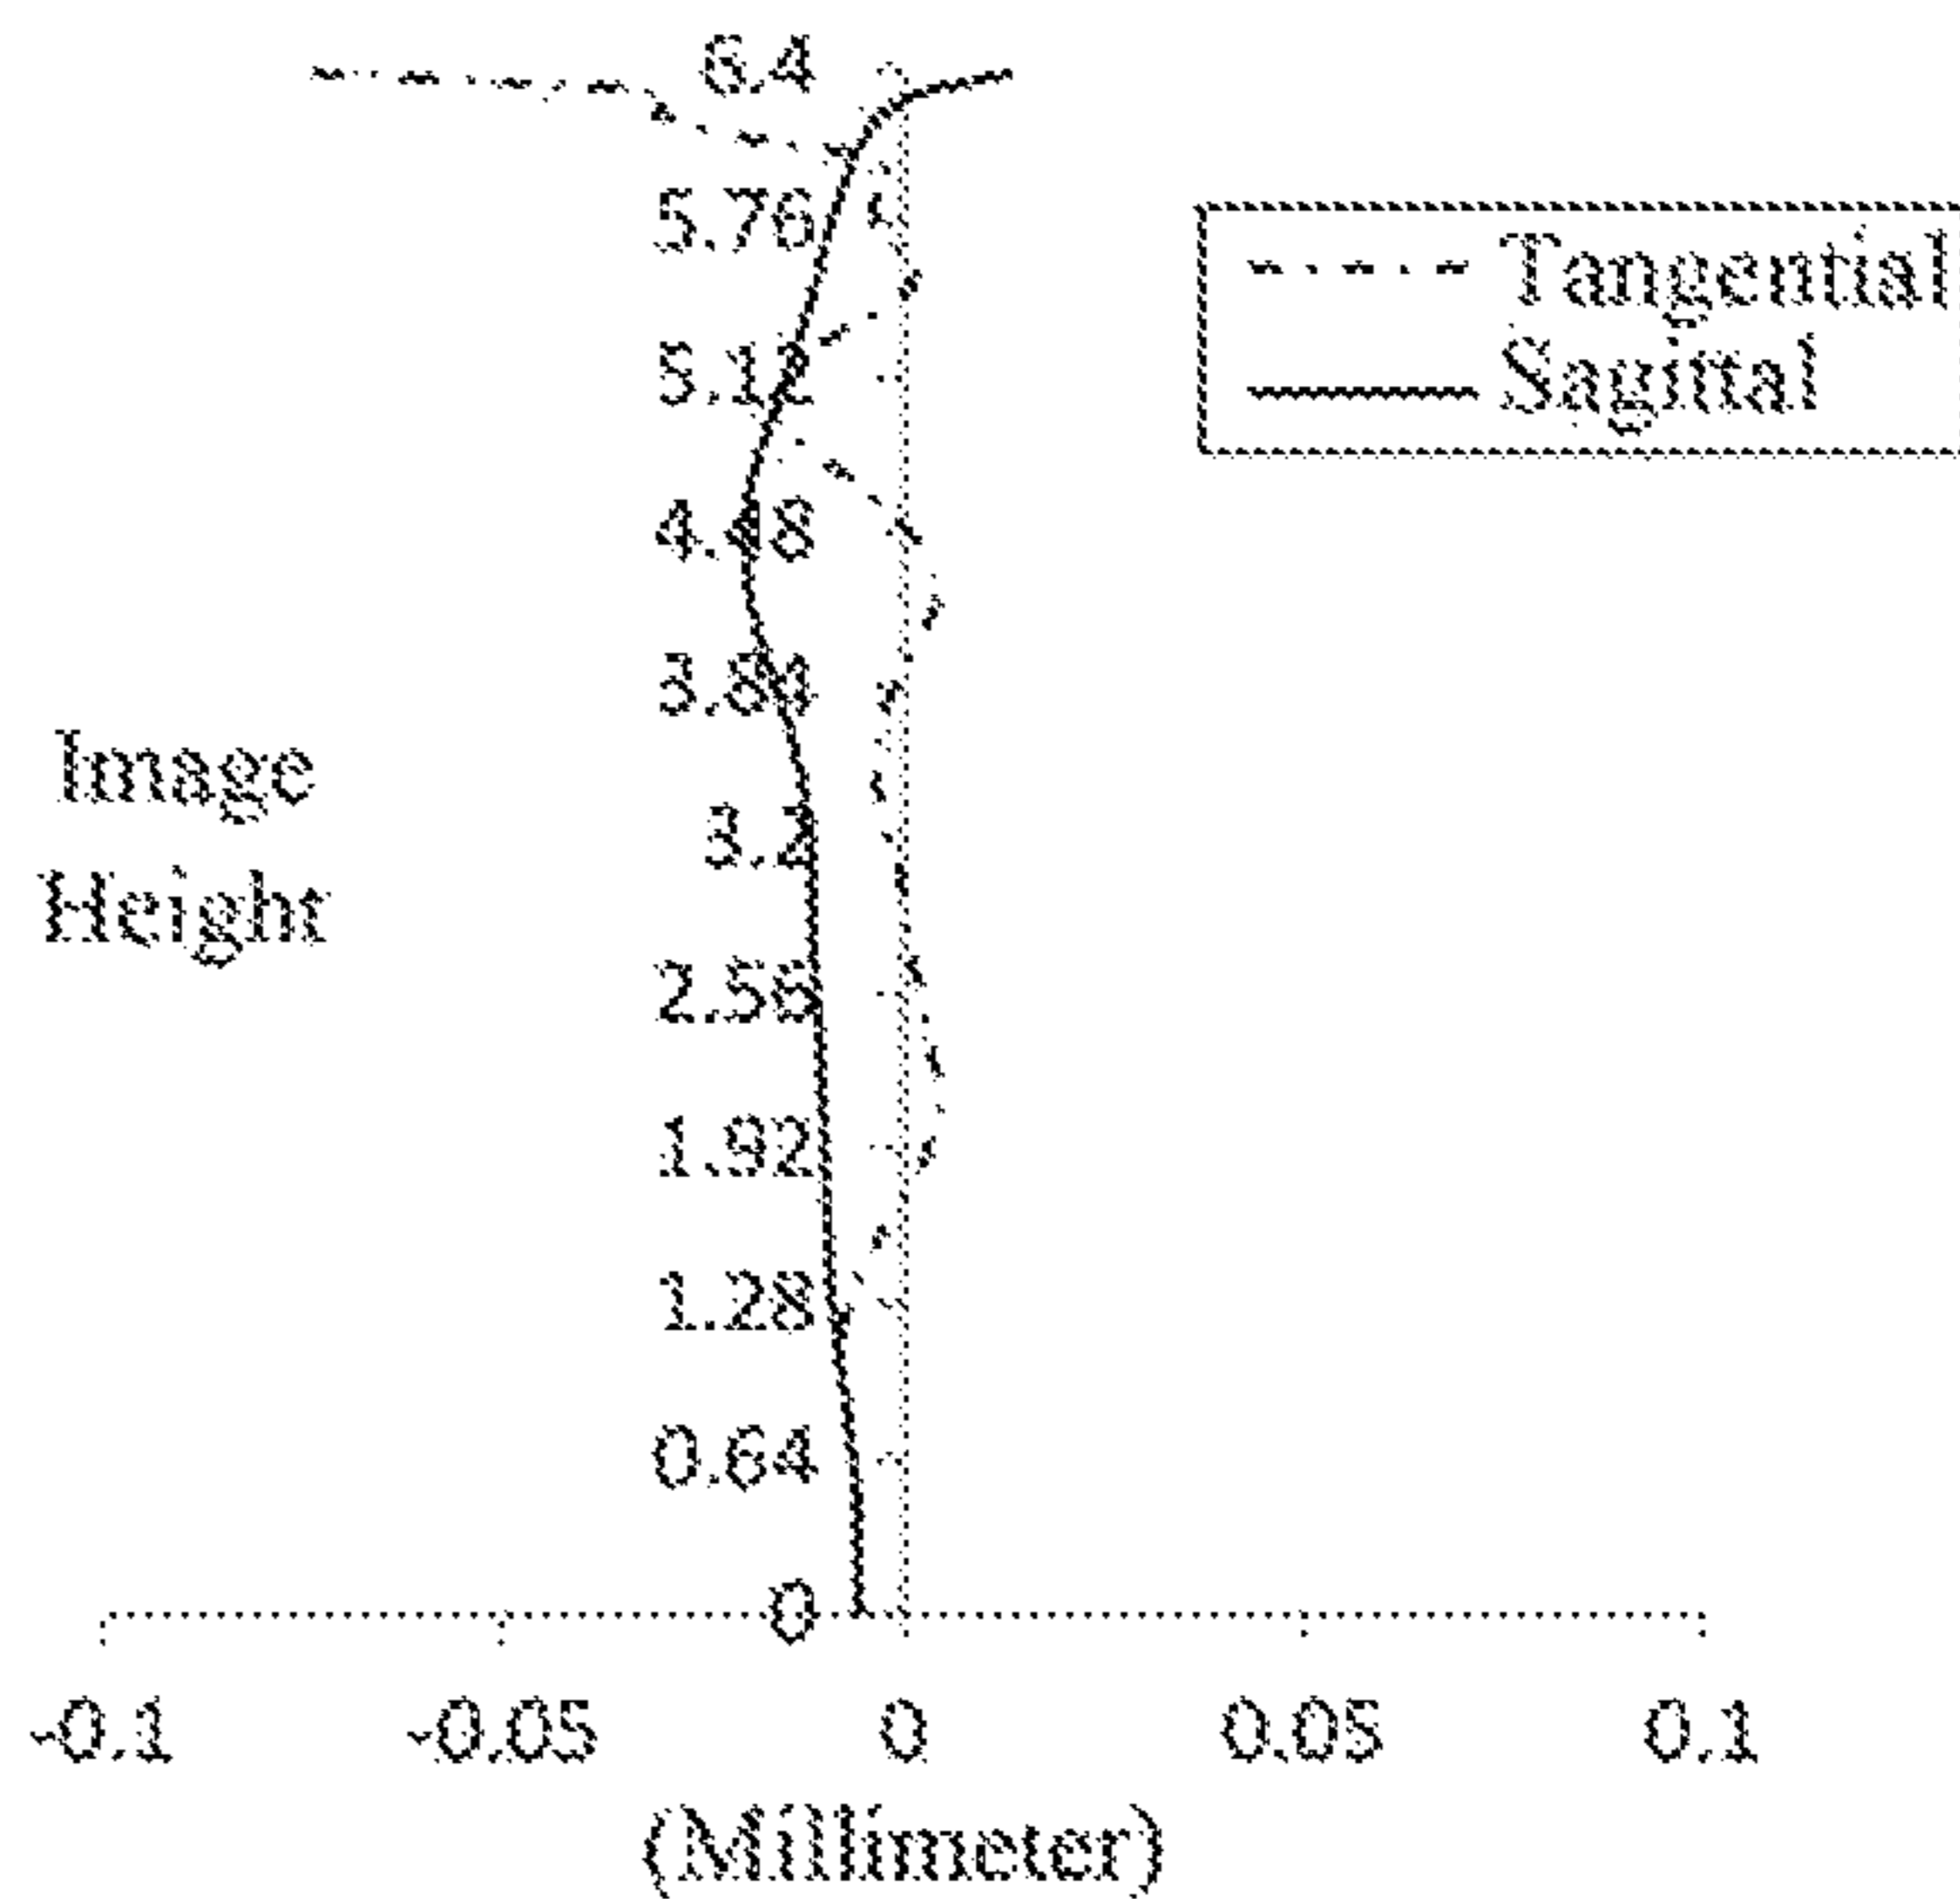 6.4
5.76
Tangential
5.12
Sagittal
4.48
3.84
Image
3.2
Height
2.56
1.92
1.28
0.64
0
-0.1 -0.05 0 0.05 0.1
(Millimeter)